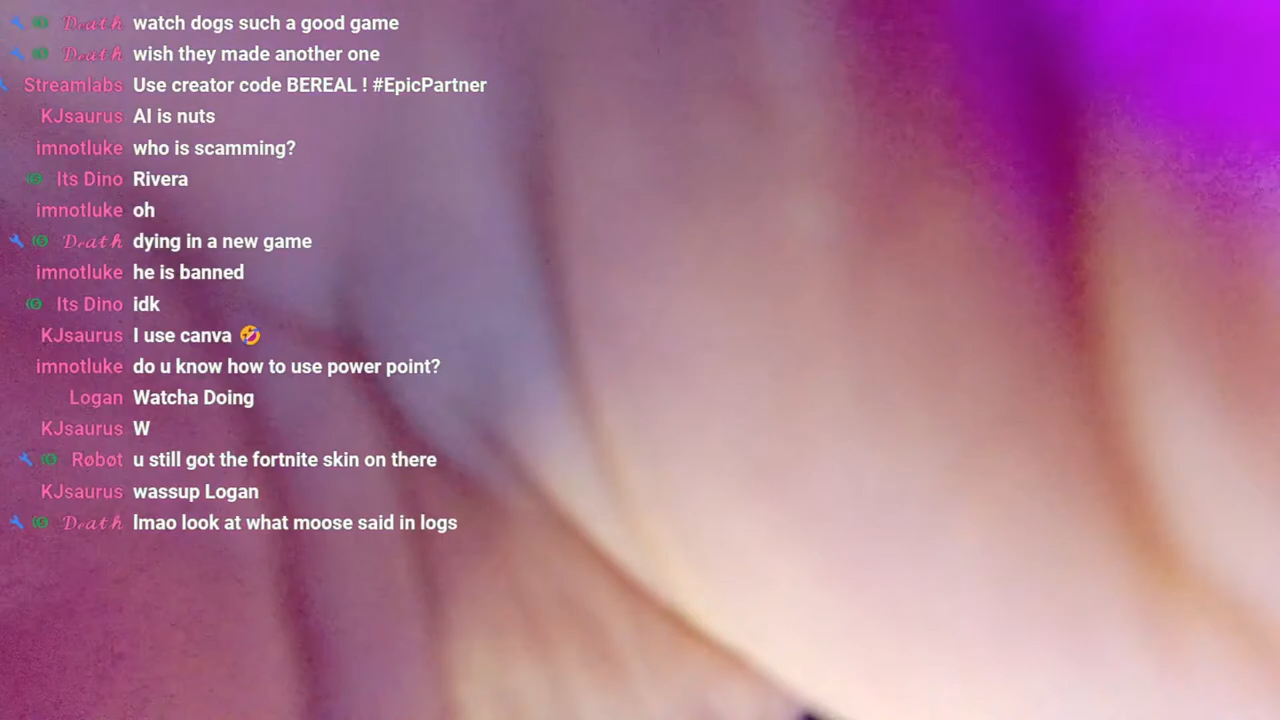 Death watch dogs such a good game
Death wish they made another one
Streamlabs Use creator code BEREAL ! #EpicPartner
KJsaurus AI is nuts
imnotluke who is scamming?
Its Dino Rivera
imnotluke oh
Death dying in a new game
imnotluke he is banned
Its Dino idk
KJsaurus I use canva 🤣
imnotluke do u know how to use power point?
Logan Watcha Doing
KJsaurus W
Røbøt u still got the fortnite skin on there
KJsaurus wassup Logan
Death lmao look at what moose said in logs